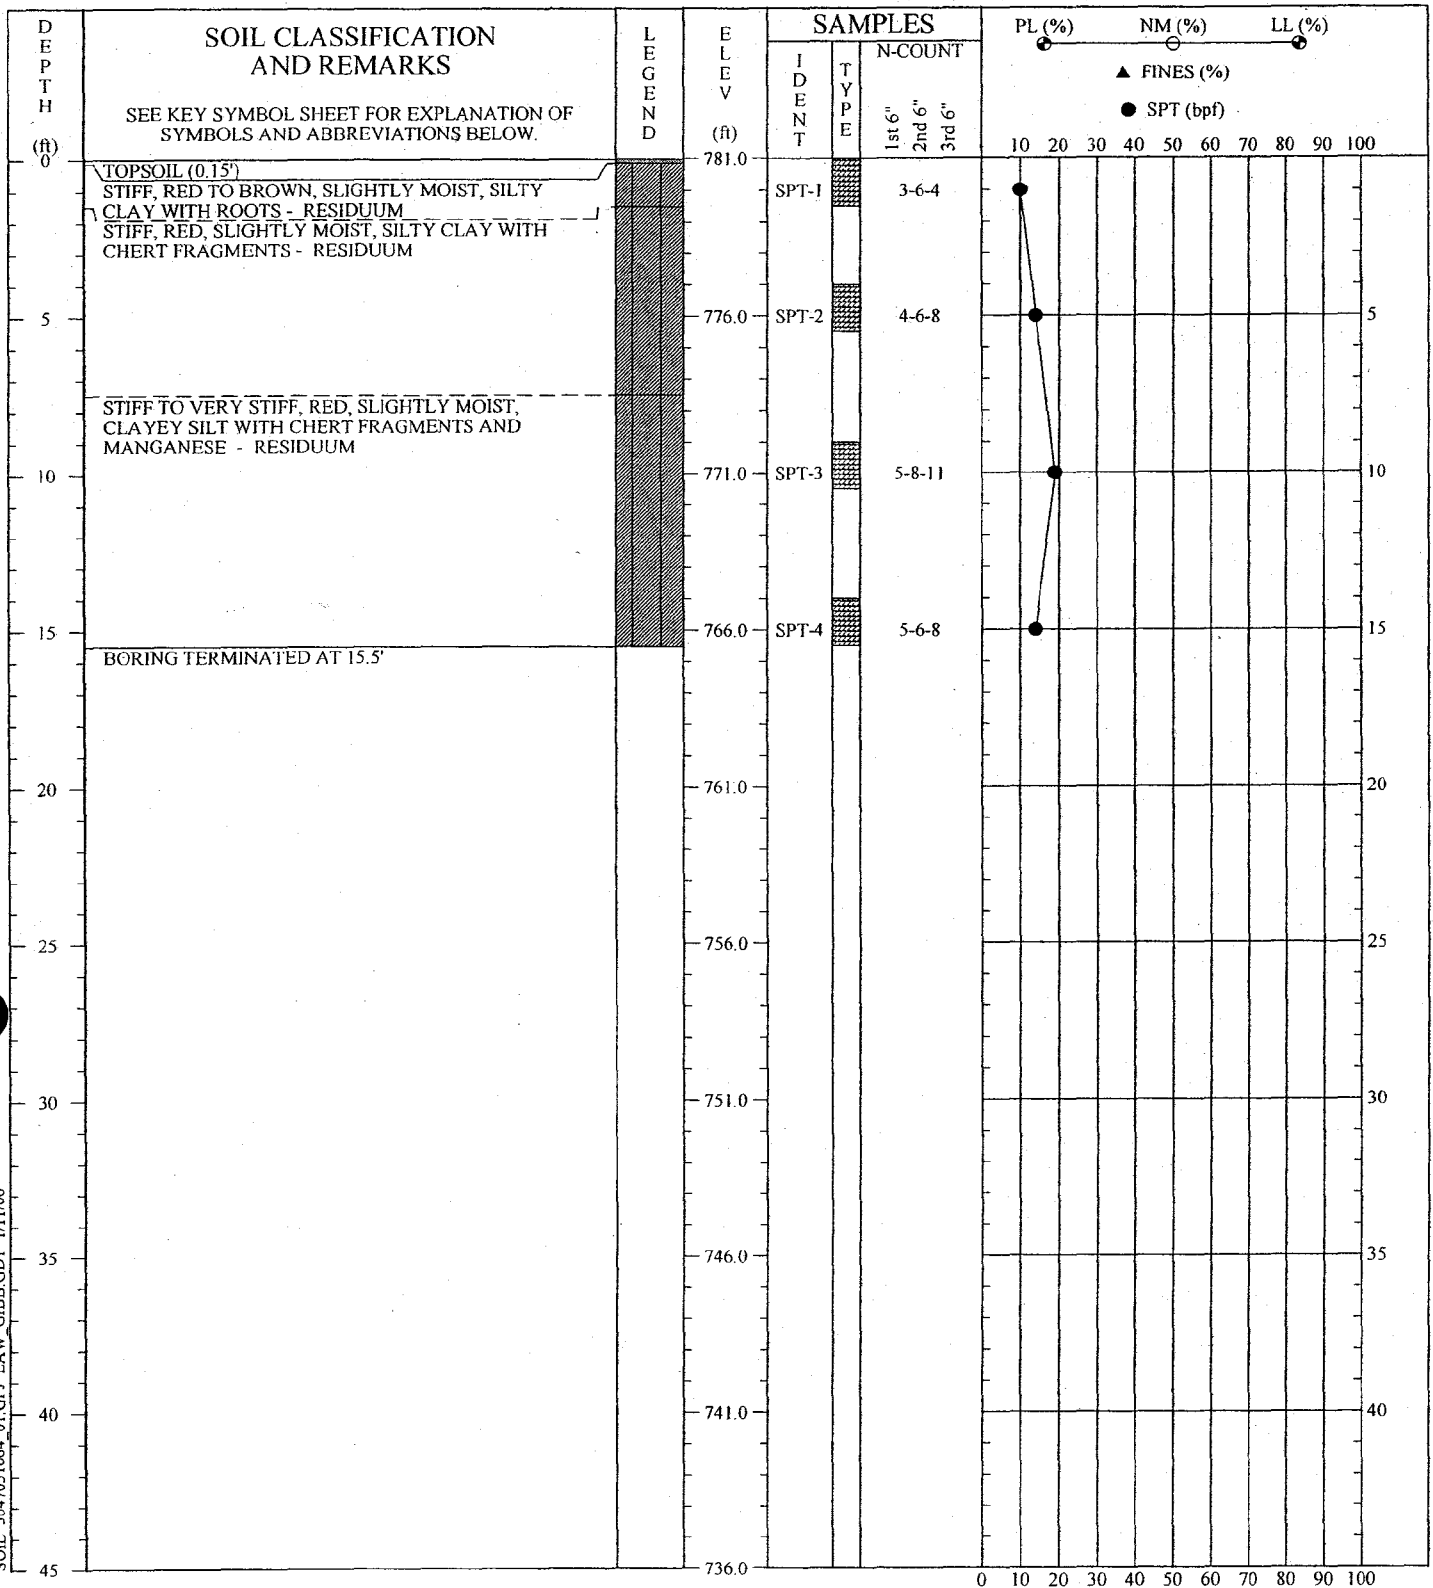 DEPTH (ft)
SOIL CLASSIFICATION
AND REMARKS
SEE KEY SYMBOL SHEET FOR EXPLANATION OF
SYMBOLS AND ABBREVIATIONS BELOW.
LEGEND
ELEV (ft)
SAMPLES
IDENT
TYPE
N-COUNT
1st 6"
2nd 6"
3rd 6"
PL (%) NM (%) LL (%)
▲ FINES (%)
● SPT (bpf)
10 20 30 40 50 60 70 80 90 100
0 781.0
TOPSOIL (0.15')
STIFF, RED TO BROWN, SLIGHTLY MOIST, SILTY
CLAY WITH ROOTS - RESIDUUM
SPT-1 3-6-4
STIFF, RED, SLIGHTLY MOIST, SILTY CLAY WITH
CHERT FRAGMENTS - RESIDUUM
5 776.0 SPT-2 4-6-8 5
STIFF TO VERY STIFF, RED, SLIGHTLY MOIST,
CLAYEY SILT WITH CHERT FRAGMENTS AND
MANGANESE - RESIDUUM
10 771.0 SPT-3 5-8-11 10
15 766.0 SPT-4 5-6-8 15
BORING TERMINATED AT 15.5'
20 761.0 20
25 756.0 25
30 751.0 30
35 746.0 35
40 741.0 40
45 736.0
0 10 20 30 40 50 60 70 80 90 100